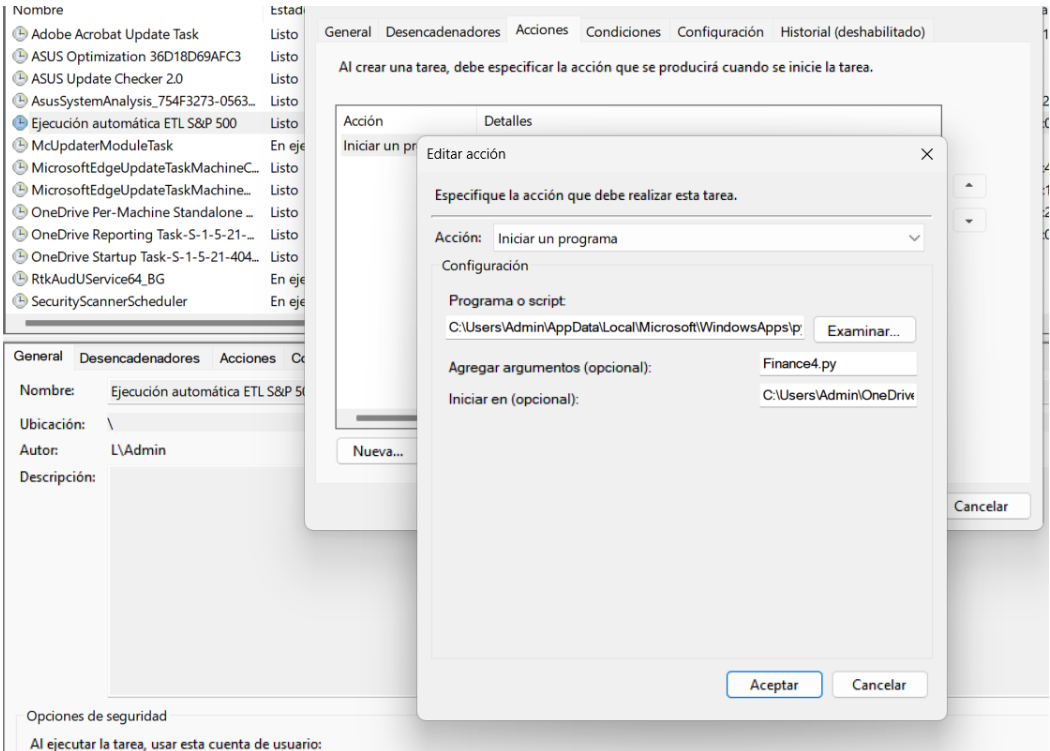 Nombre Estad
Adobe Acrobat Update Task Listo
ASUS Optimization 36D18D69AFC3 Listo
ASUS Update Checker 2.0 Listo
AsusSystemAnalysis_754F3273-0563... Listo
Ejecución automática ETL S&P 500 Listo
McUpdaterModuleTask En eje
MicrosoftEdgeUpdateTaskMachineC... Listo
MicrosoftEdgeUpdateTaskMachine... Listo
OneDrive Per-Machine Standalone ... Listo
OneDrive Reporting Task-S-1-5-21-... Listo
OneDrive Startup Task-S-1-5-21-404... Listo
RtkAudUService64_BG En eje
SecurityScannerScheduler En eje
General Desencadenadores Acciones Co
Nombre: Ejecución automática ETL S&P 50
Ubicación: \
Autor: L\Admin
Descripción:
Opciones de seguridad
Al ejecutar la tarea, usar esta cuenta de usuario:
General Desencadenadores Acciones Condiciones Configuración Historial (deshabilitado)
Al crear una tarea, debe especificar la acción que se producirá cuando se inicie la tarea.
Acción Detalles
Iniciar un pr
Nueva...
Cancelar
Editar acción
Especifique la acción que debe realizar esta tarea.
Acción: Iniciar un programa
Configuración
Programa o script:
C:\Users\Admin\AppData\Local\Microsoft\WindowsApps\p Examinar...
Agregar argumentos (opcional): Finance4.py
Iniciar en (opcional): C:\Users\Admin\OneDrive
Aceptar Cancelar